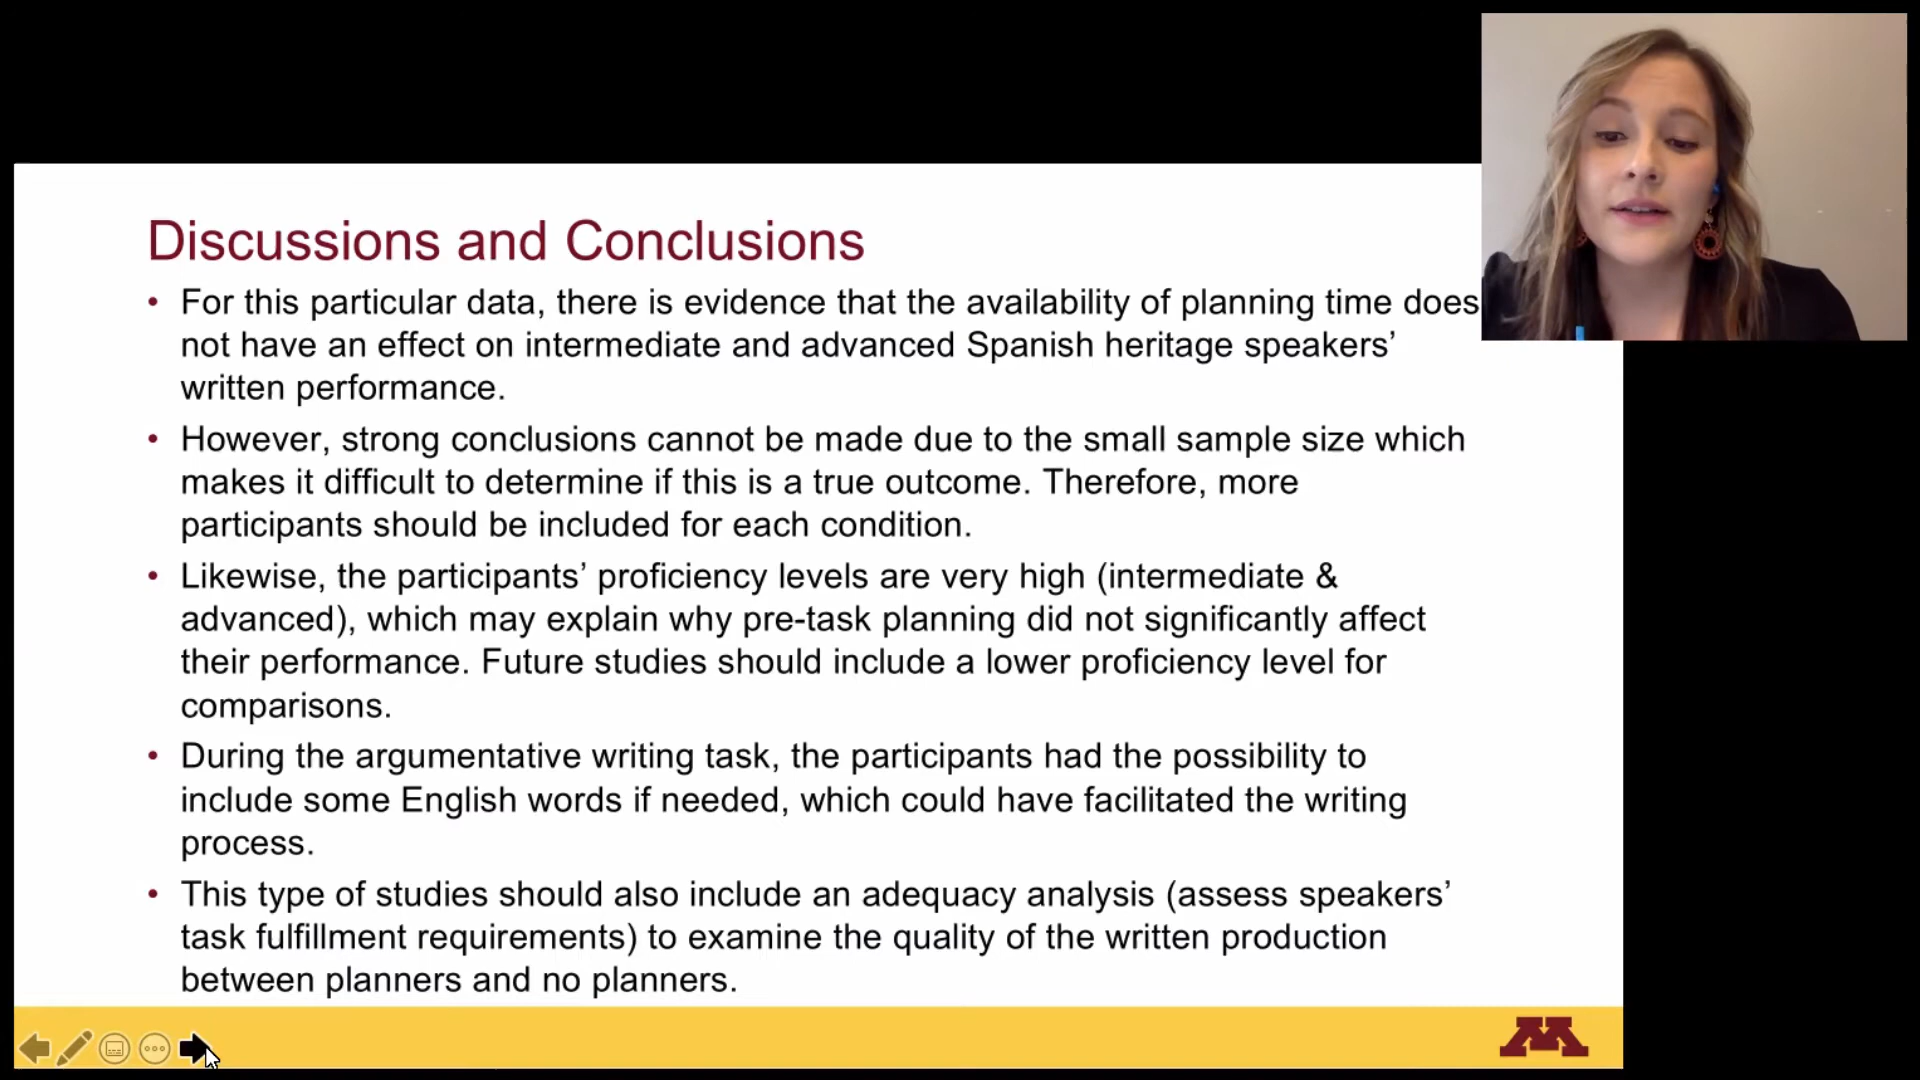 Discussions and Conclusions
• For this particular data, there is evidence that the availability of planning time does
not have an effect on intermediate and advanced Spanish heritage speakers’
written performance.
• However, strong conclusions cannot be made due to the small sample size which
makes it difficult to determine if this is a true outcome. Therefore, more
participants should be included for each condition.
• Likewise, the participants’ proficiency levels are very high (intermediate &
advanced), which may explain why pre-task planning did not significantly affect
their performance. Future studies should include a lower proficiency level for
comparisons.
• During the argumentative writing task, the participants had the possibility to
include some English words if needed, which could have facilitated the writing
process.
• This type of studies should also include an adequacy analysis (assess speakers’
task fulfillment requirements) to examine the quality of the written production
between planners and no planners.
M